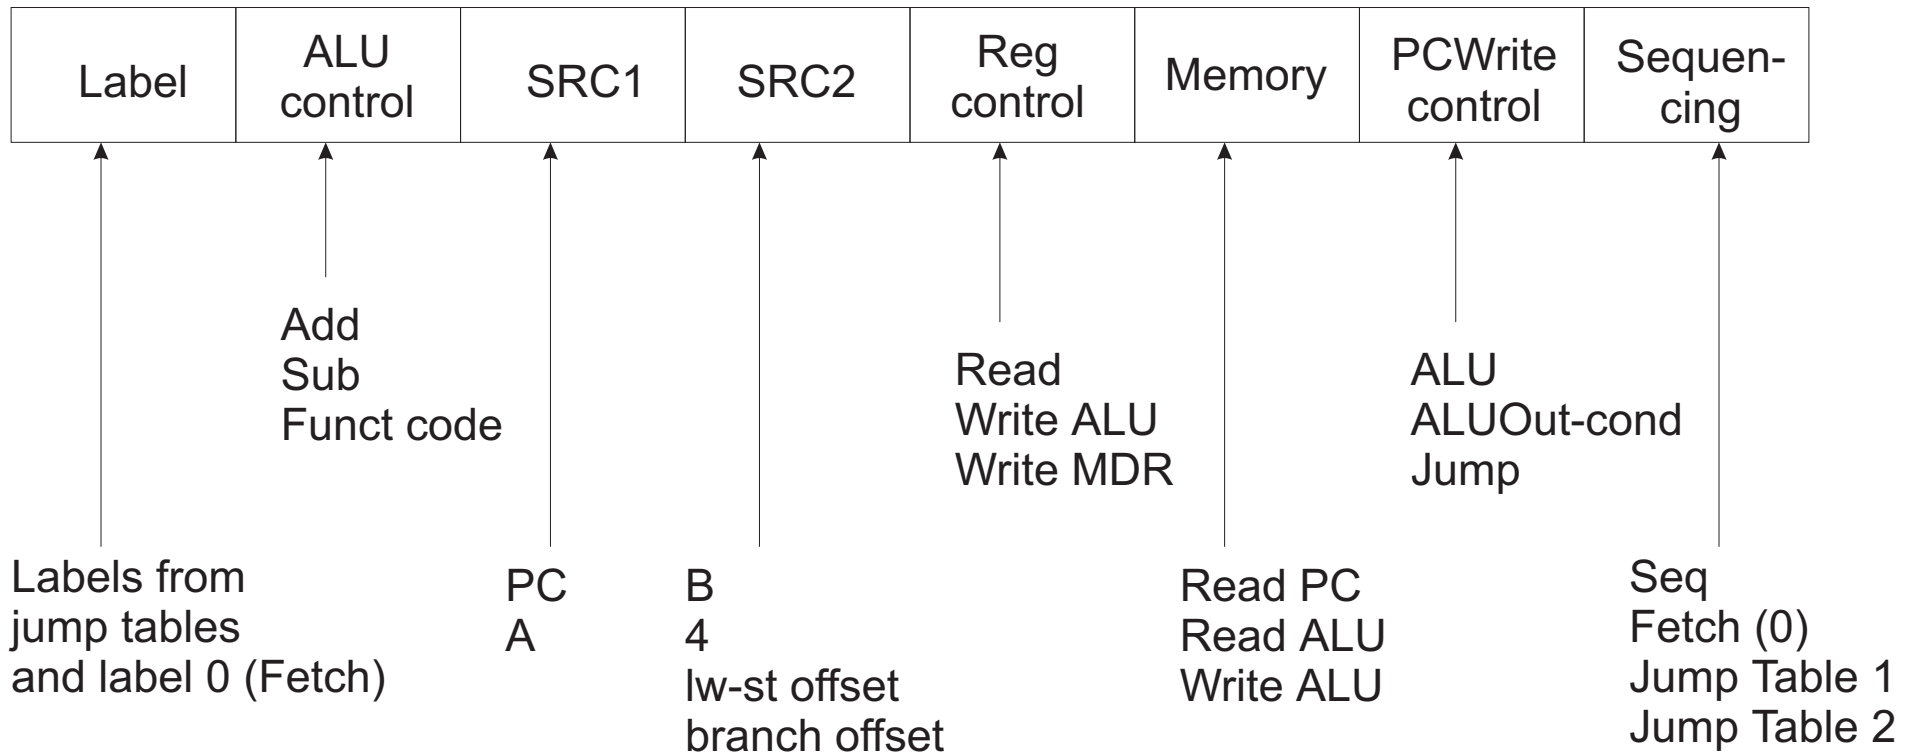 Label
ALU
control
SRC1
SRC2
Reg
control
Memory
PCWrite
control
Sequen-
cing
Add
Sub
Funct code
Read
Write ALU
Write MDR
ALU
ALUOut-cond
Jump
Labels from
jump tables
and label 0 (Fetch)
PC
A
B
4
lw-st offset
branch offset
Read PC
Read ALU
Write ALU
Seq
Fetch (0)
Jump Table 1
Jump Table 2